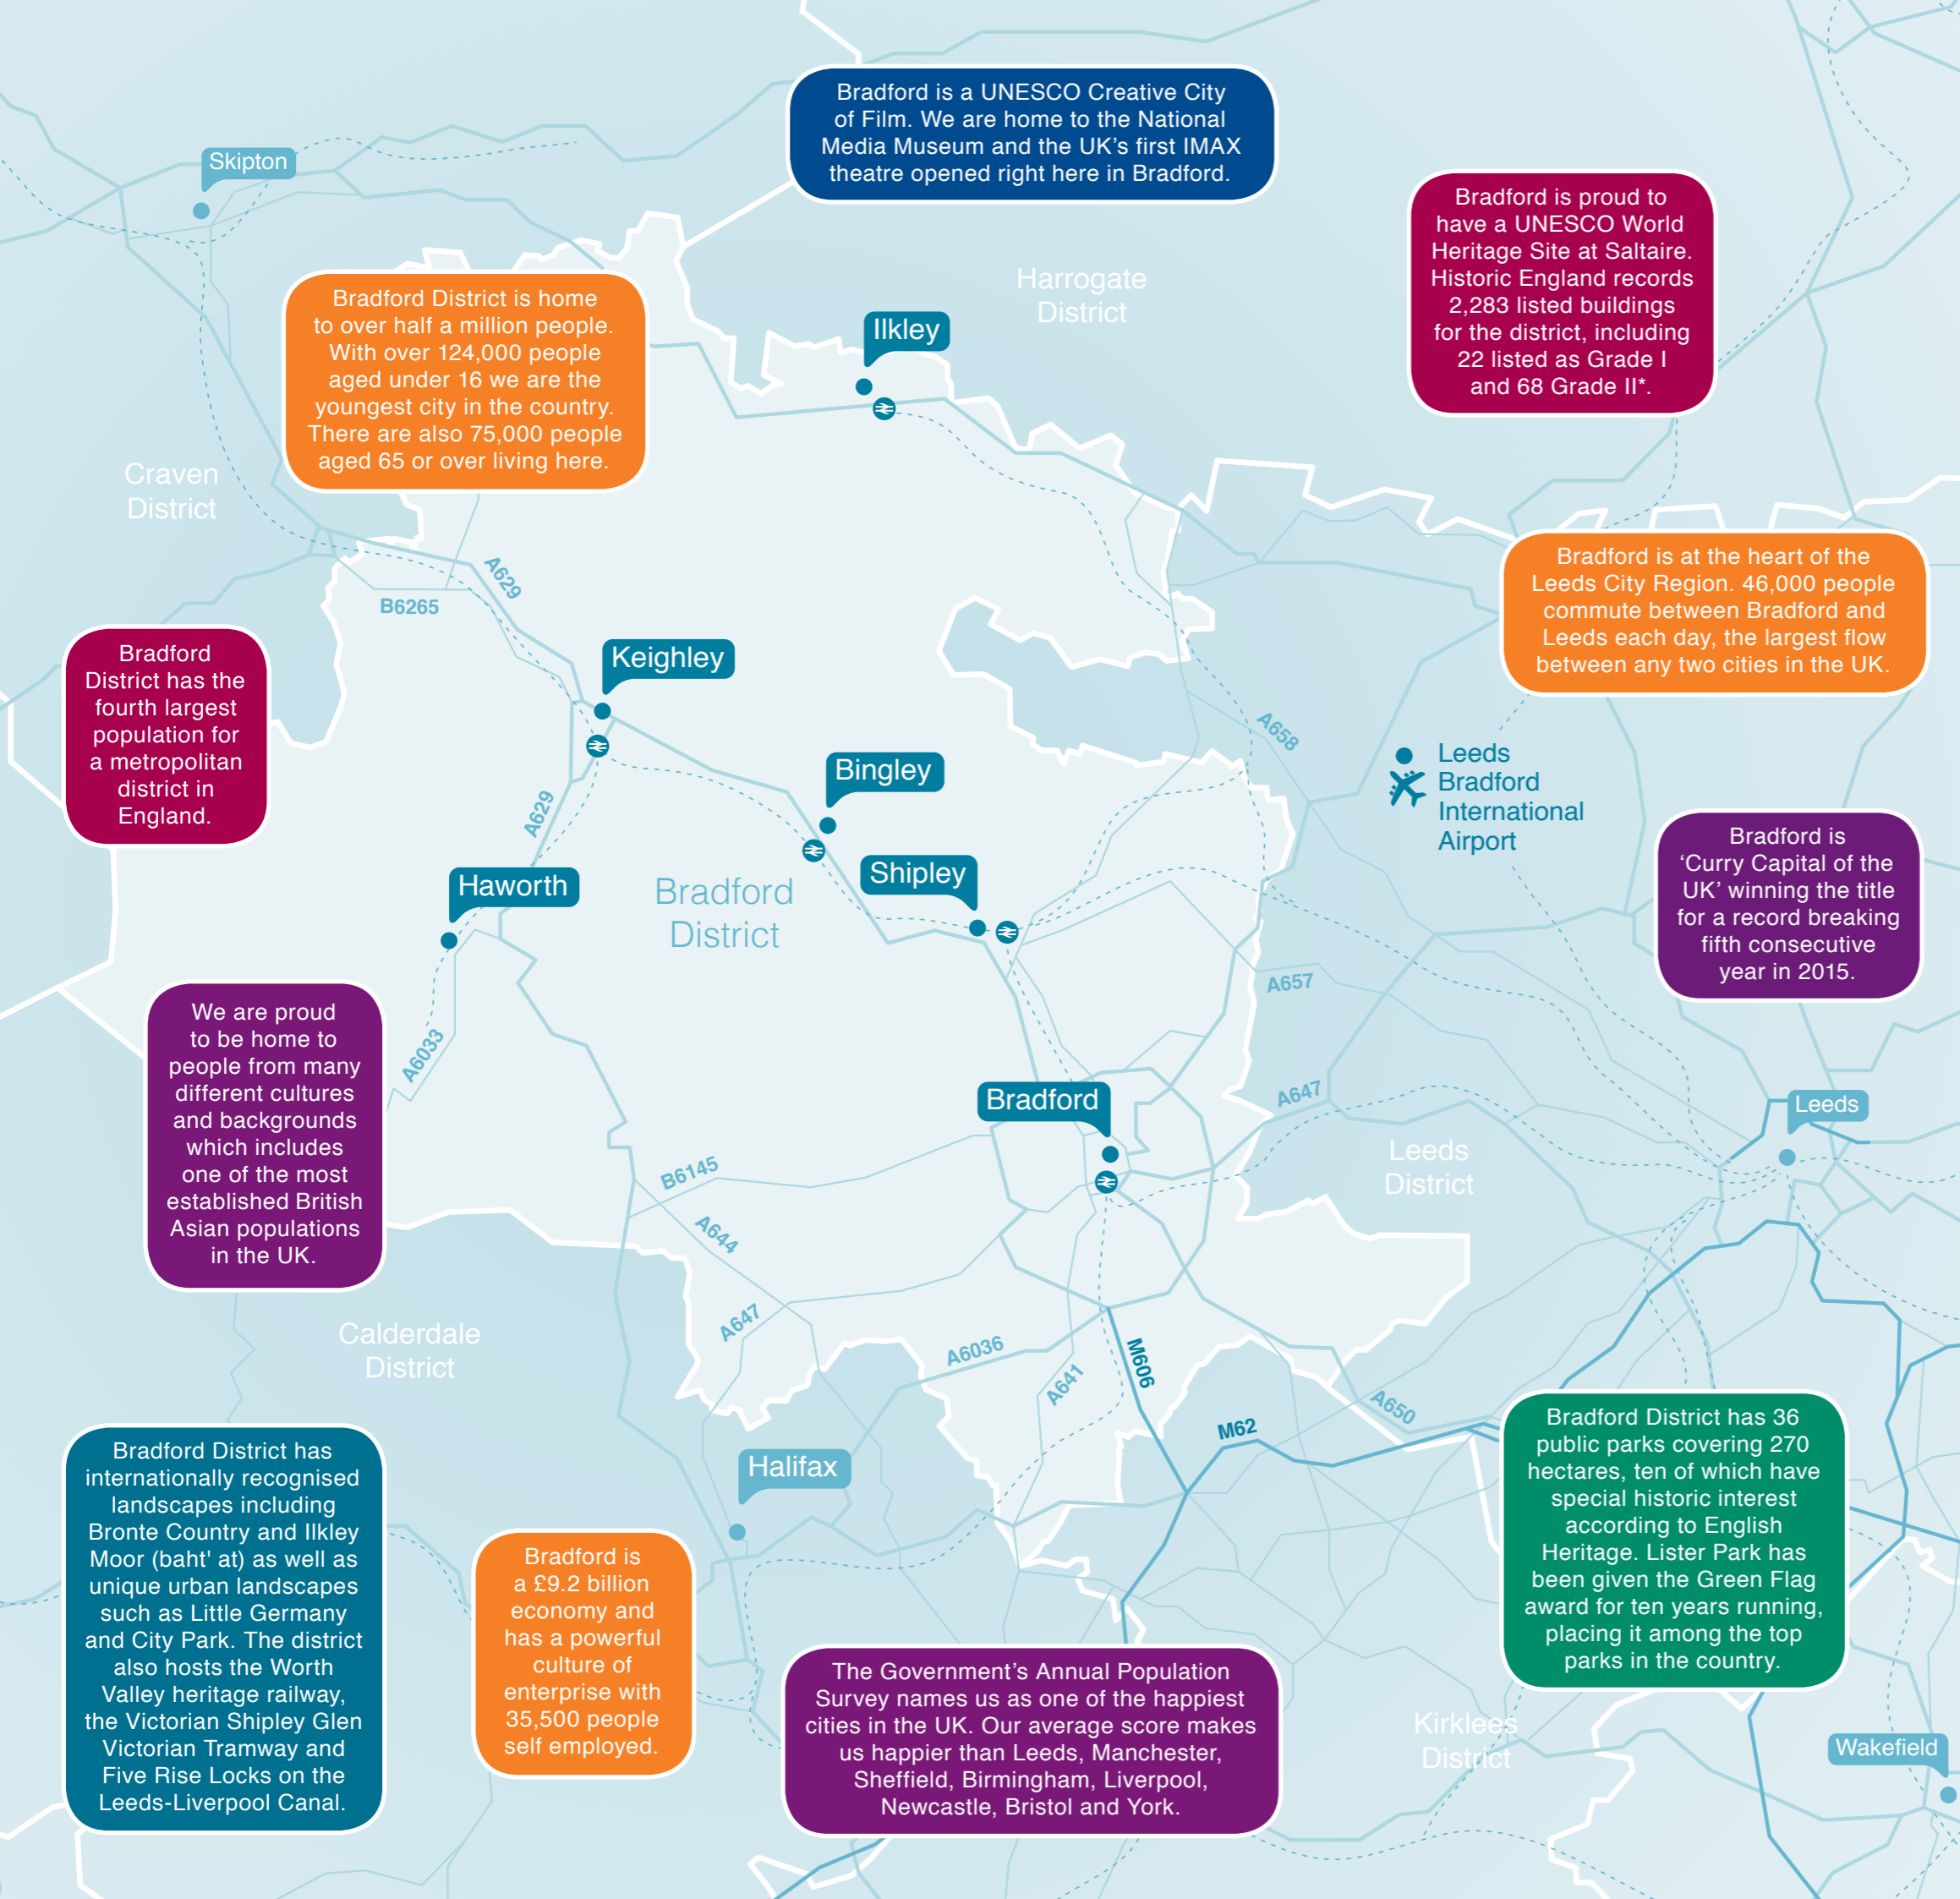 Bradford is a UNESCO Creative City
of Film. We are home to the National
Media Museum and the UK’s first IMAX
theatre opened right here in Bradford.
Skipton
Bradford is proud to
have a UNESCO World
Heritage Site at Saltaire.
Historic England records
2,283 listed buildings
for the district, including
22 listed as Grade I
and 68 Grade II*.
Harrogate
District
Bradford District is home
to over half a million people.
With over 124,000 people
aged under 16 we are the
youngest city in the country.
There are also 75,000 people
aged 65 or over living here.
Ilkley
Craven
District
Bradford is at the heart of the
Leeds City Region. 46,000 people
commute between Bradford and
Leeds each day, the largest flow
between any two cities in the UK.
A629
B6265
Bradford
District has the
fourth largest
population for
a metropolitan
district in
England.
Keighley
A658
Leeds
Bradford
International
Airport
Bingley
A629
Shipley
Haworth
Bradford
District
Bradford is
‘Curry Capital of the
UK’ winning the title
for a record breaking
fifth consecutive
year in 2015.
A657
We are proud
to be home to
people from many
different cultures
and backgrounds
which includes
one of the most
established British
Asian populations
in the UK.
A6033
Bradford
A647
Leeds
Leeds
District
B6145
A644
A647
Calderdale
District
A6036
A641
M606
A650
M62
Halifax
Bradford District has 36
public parks covering 270
hectares, ten of which have
special historic interest
according to English
Heritage. Lister Park has
been given the Green Flag
award for ten years running,
placing it among the top
parks in the country.
Bradford District has
internationally recognised
landscapes including
Bronte Country and Ilkley
Moor (baht' at) as well as
unique urban landscapes
such as Little Germany
and City Park. The district
also hosts the Worth
Valley heritage railway,
the Victorian Shipley Glen
Victorian Tramway and
Five Rise Locks on the
Leeds-Liverpool Canal.
Bradford is
a £9.2 billion
economy and
has a powerful
culture of
enterprise with
35,500 people
self employed.
The Government’s Annual Population
Survey names us as one of the happiest
cities in the UK. Our average score makes
us happier than Leeds, Manchester,
Sheffield, Birmingham, Liverpool,
Newcastle, Bristol and York.
Kirklees
District
Wakefield